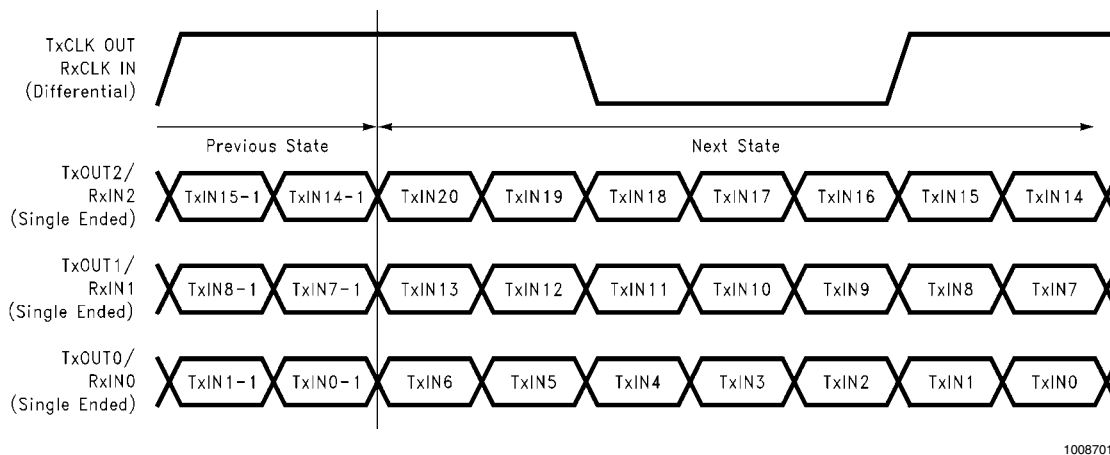 TxCLK OUT
RxCLK IN
(Differential)
Previous State
Next State
TxOUT2/
RxIN2
(Single Ended)
TxIN15-1 TxIN14-1 TxIN20 TxIN19 TxIN18 TxIN17 TxIN16 TxIN15 TxIN14
TxOUT1/
RxIN1
(Single Ended)
TxIN8-1 TxIN7-1 TxIN13 TxIN12 TxIN11 TxIN10 TxIN9 TxIN8 TxIN7
TxOUT0/
RxIN0
(Single Ended)
TxIN1-1 TxIN0-1 TxIN6 TxIN5 TxIN4 TxIN3 TxIN2 TxIN1 TxIN0
1008701